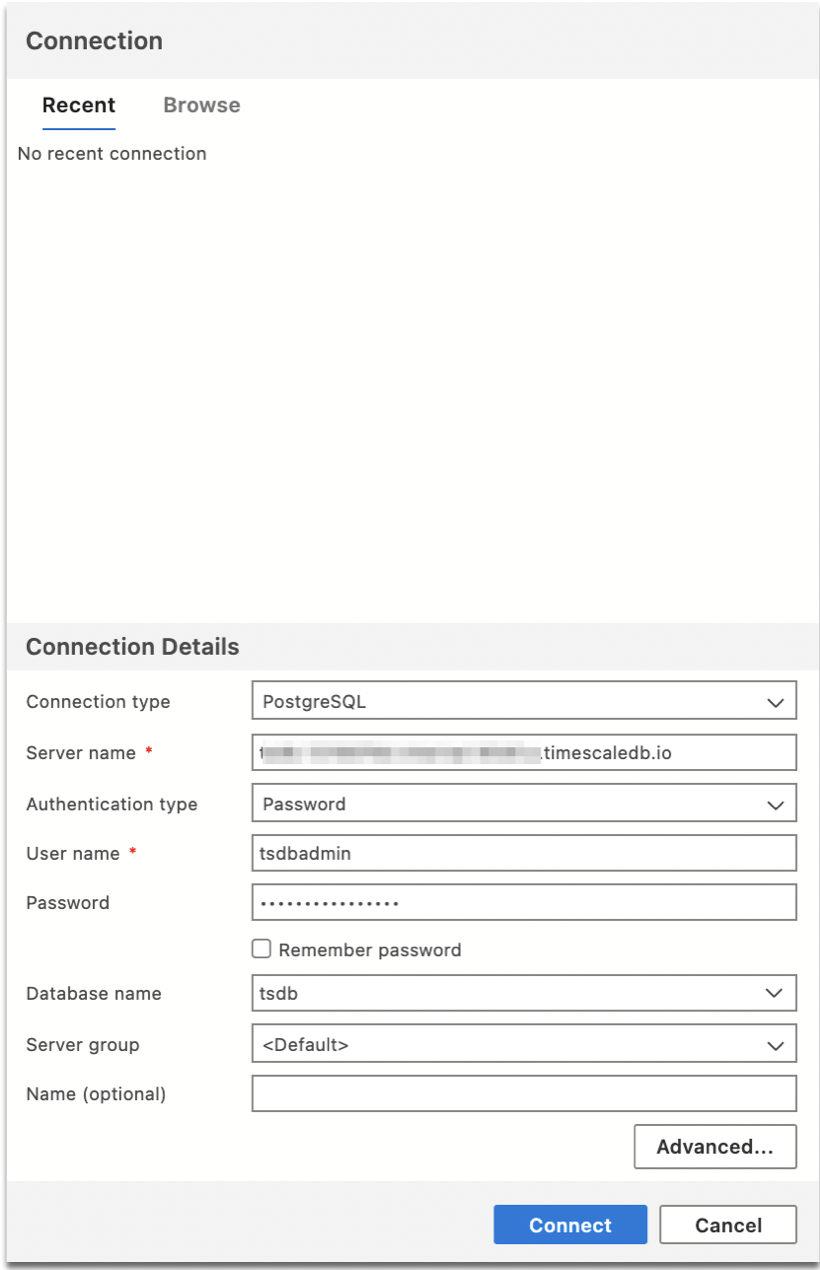 Connection
Recent Browse
No recent connection
Connection Details
Connection type PostgreSQL
Server name * .timescaledb.io
Authentication type Password
User name * tsdbadmin
Password ••••••••••••••••
Remember password
Database name tsdb
Server group <Default>
Name (optional)
Advanced...
Connect Cancel